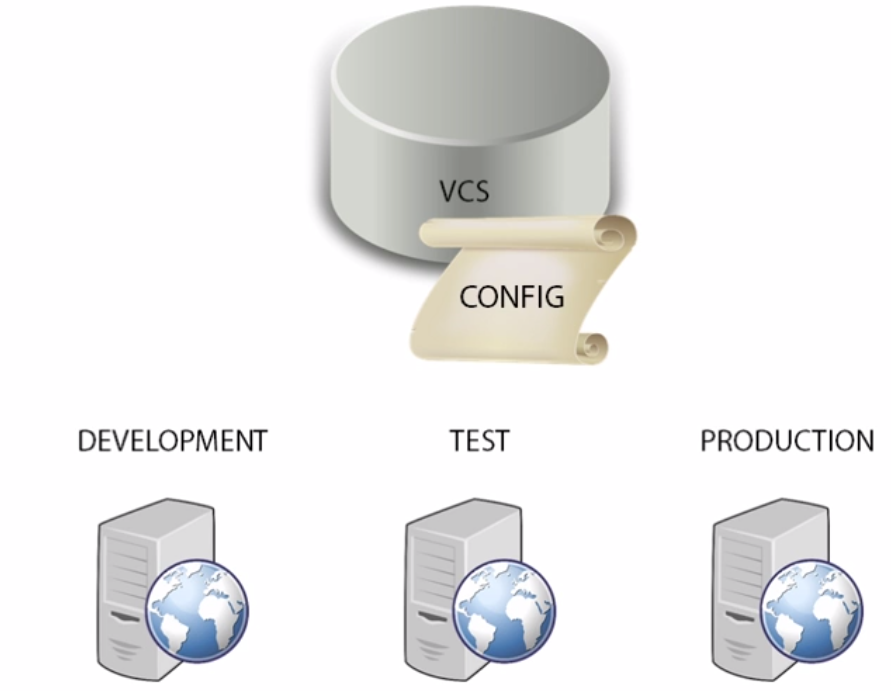 VCS
CONFIG
DEVELOPMENT TEST PRODUCTION